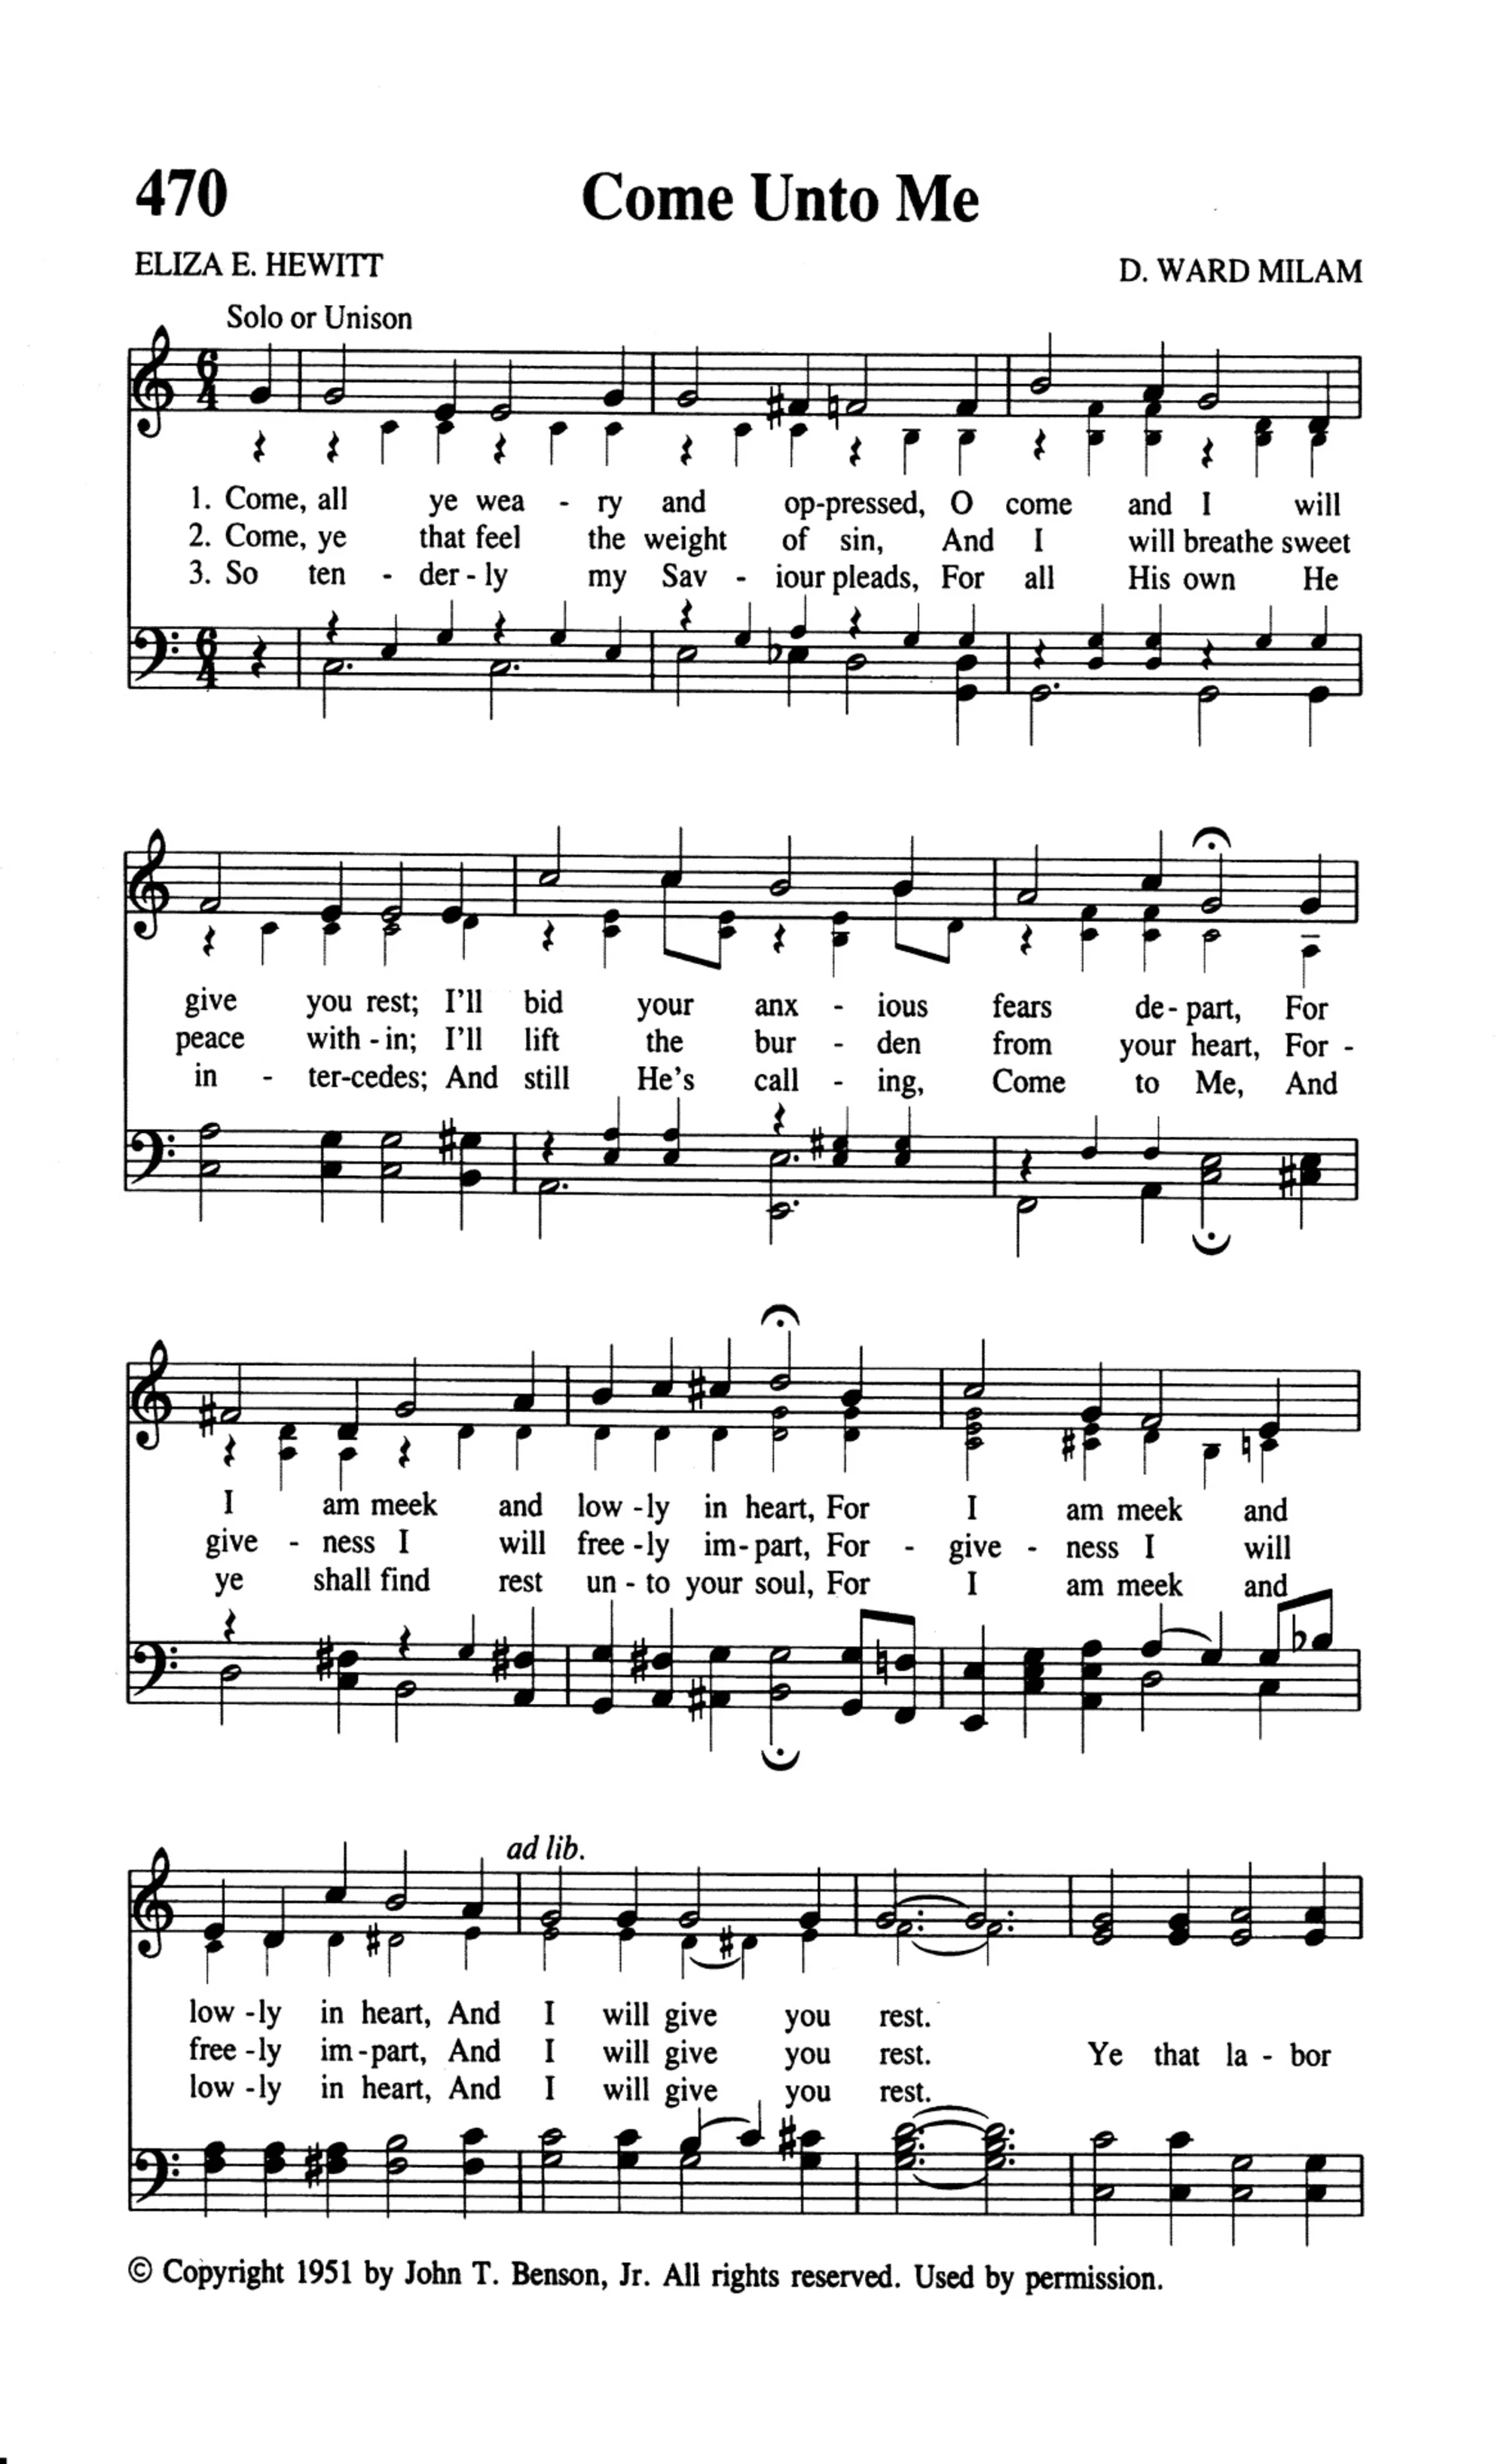 470
Come Unto Me
ELIZA E. HEWITT
D. WARD MILAM
Solo or Unison
6
4
1. Come, all ye wea - ry and op-pressed, O come and I will
2. Come, ye that feel the weight of sin, And I will breathe sweet
3. So ten - der - ly my Sav - iour pleads, For all His own He
6
4
give you rest; I'll bid your anx - ious fears de - part, For
peace with - in; I'll lift the bur - den from your heart, For -
in - ter-cedes; And still He's call - ing, Come to Me, And
I am meek and low - ly in heart, For I am meek and
give - ness I will free - ly im - part, For - give - ness I will
ye shall find rest un - to your soul, For I am meek and
ad lib.
low - ly in heart, And I will give you rest.
free - ly im - part, And I will give you rest. Ye that la - bor
low - ly in heart, And I will give you rest.
© Copyright 1951 by John T. Benson, Jr. All rights reserved. Used by permission.